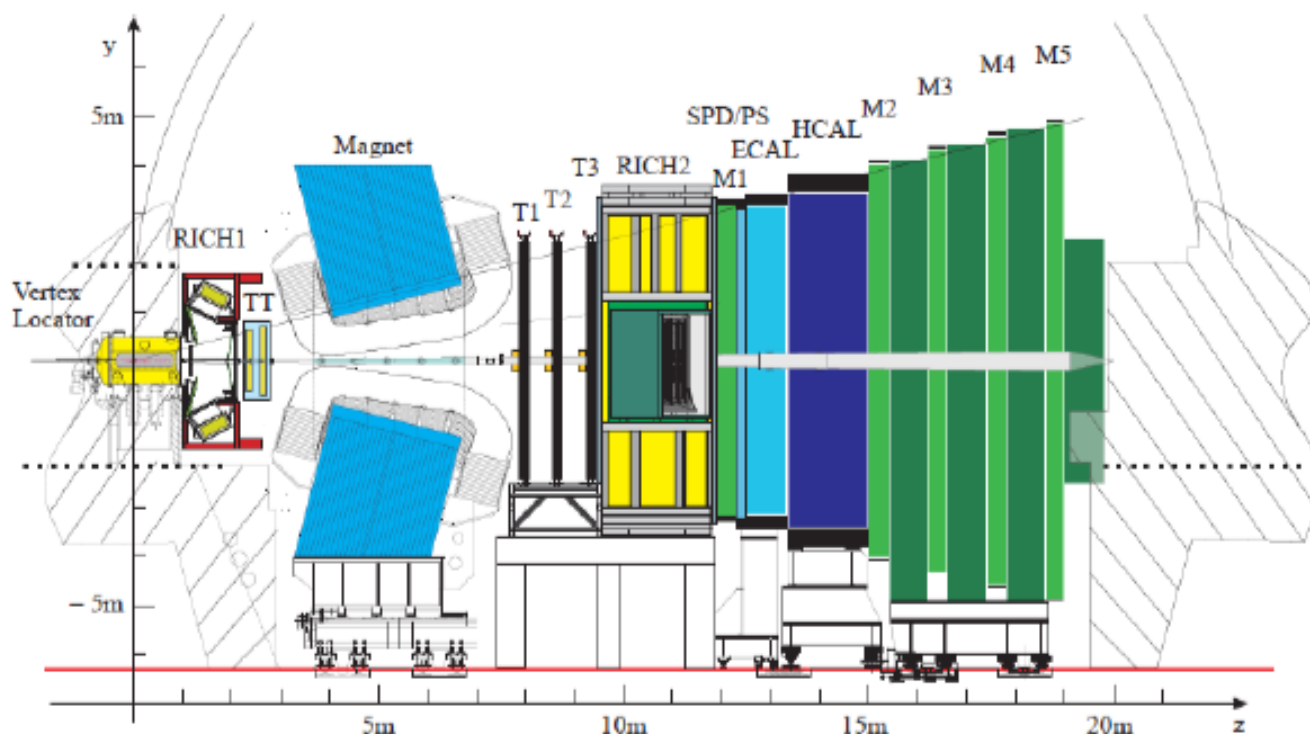 y
5m
Magnet
SPD/PS
ECAL
HCAL
M1
M2
M3
M4
M5
T1
T2
T3
RICH2
RICH1
TT
Vertex
Locator
– 5m
5m
10m
15m
20m
z